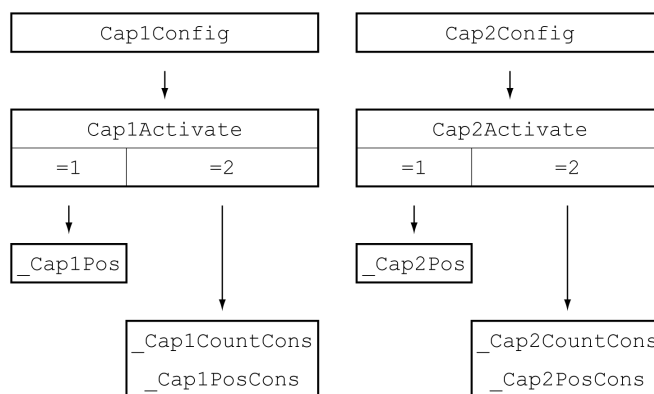 Cap1Config
Cap2Config
Cap1Activate
Cap2Activate
=1 =2
=1 =2
_Cap1Pos
_Cap2Pos
_Cap1CountCons
_Cap1PosCons
_Cap2CountCons
_Cap2PosCons